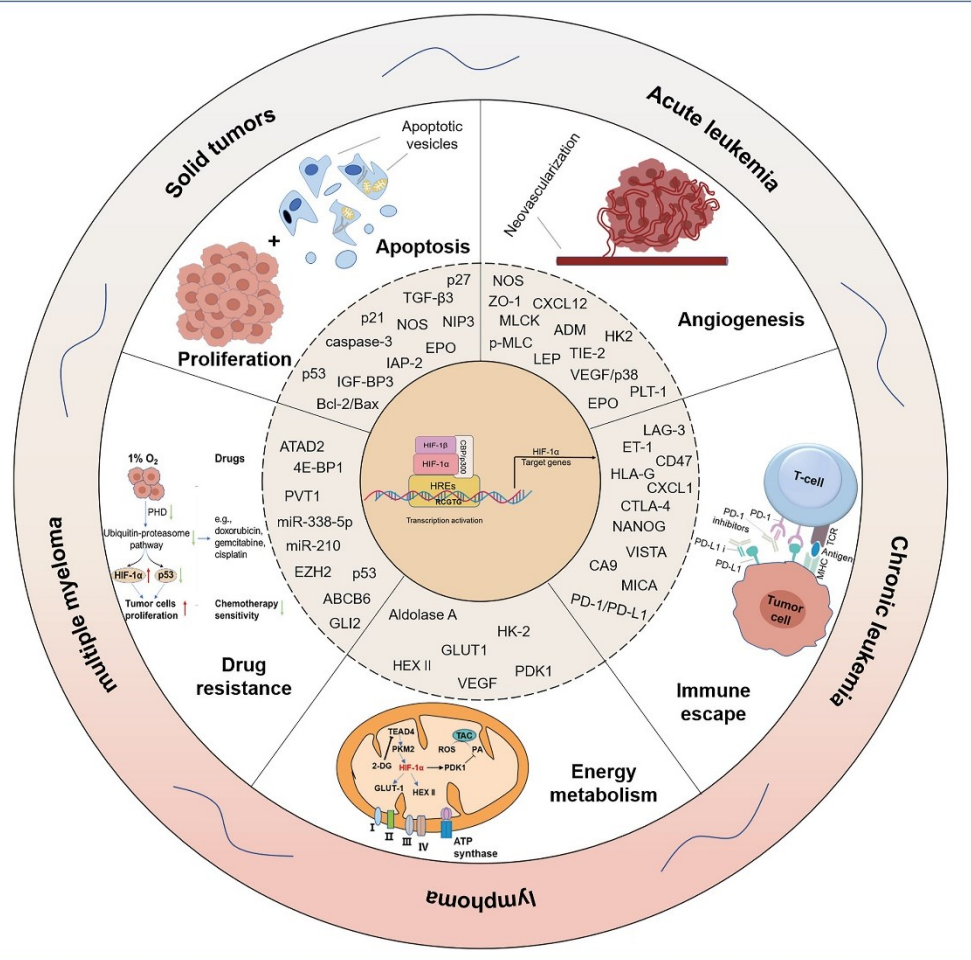 Solid tumors
Acute leukemia
Chronic leukemia
lymphoma
multiple myeloma
Apoptotic
vesicles
+
Apoptosis
Proliferation
Neovascularization
Angiogenesis
p27
TGF-β3
p21
NOS
NIP3
caspase-3
EPO
IAP-2
p53
IGF-BP3
Bcl-2/Bax
NOS
ZO-1
CXCL12
MLCK
ADM
HK2
p-MLC
TIE-2
LEP
VEGF/p38
PLT-1
EPO
LAG-3
ET-1
CD47
HLA-G
CXCL1
CTLA-4
NANOG
VISTA
CA9
MICA
PD-1/PD-L1
ATAD2
4E-BP1
PVT1
miR-338-5p
miR-210
EZH2
p53
ABCB6
GLI2
Aldolase A
HK-2
GLUT1
HEX II
PDK1
VEGF
HIF-1β
HIF-1α
CBP/p300
HREs
RCGTG
HIF-1α
Target genes
Transcription activation
1% O2
Drugs
PHD
Ubiquitin-proteasome
pathway
e.g.,
doxorubicin,
gemcitabine,
cisplatin
HIF-1α
p53
Tumor cells
proliferation
Chemotherapy
sensitivity
Drug
resistance
T-cell
PD-1
inhibitors
PD-1
TCR
PD-L1 i
PD-L1
Antigen
MHC
Tumor
cell
Immune
escape
TEAD4
TAC
PKM2
ROS
PA
2-DG
HIF-1α
PDK1
GLUT-1
HEX II
I
II
III
IV
ATP
synthase
Energy
metabolism